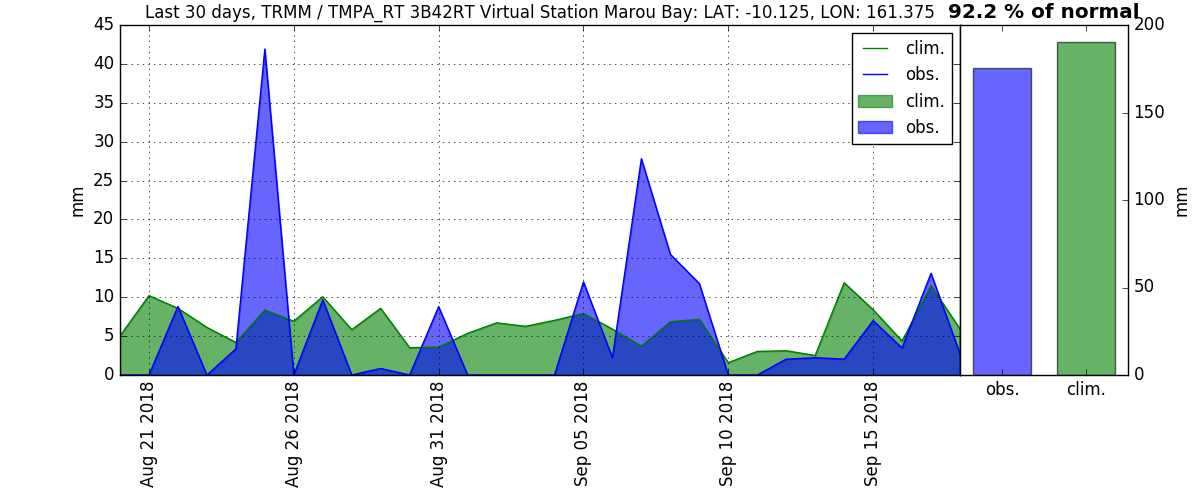 Last 30 days, TRMM / TMPA_RT 3B42RT Virtual Station Marou Bay: LAT: -10.125, LON: 161.375
92.2 % of normal
45
40
35
30
25
20
15
10
5
0
mm
clim.
obs.
clim.
obs.
Aug 21 2018
Aug 26 2018
Aug 31 2018
Sep 05 2018
Sep 10 2018
Sep 15 2018
200
150
100
50
0
mm
obs.
clim.